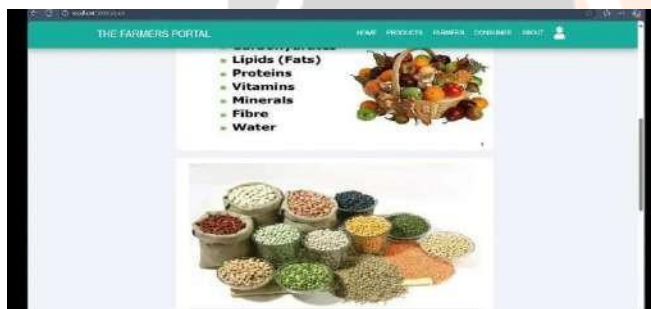 THE FARMERS PORTAL
HOME PRODUCTS FARMERS CONSUMER ABOUT
Lipids (Fats)
Proteins
Vitamins
Minerals
Fibre
Water